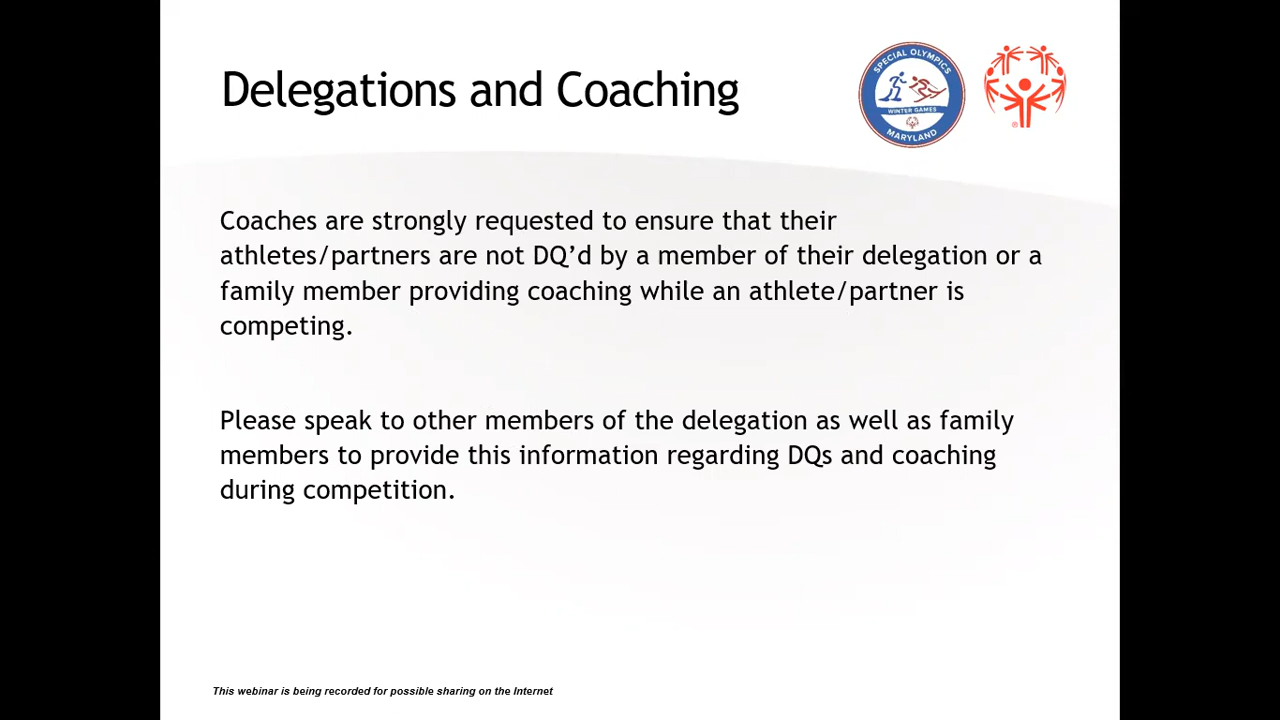 Delegations and Coaching
SPECIAL OLYMPICS
WINTER GAMES
MARYLAND
®
Coaches are strongly requested to ensure that their
athletes/partners are not DQ’d by a member of their delegation or a
family member providing coaching while an athlete/partner is
competing.
Please speak to other members of the delegation as well as family
members to provide this information regarding DQs and coaching
during competition.
This webinar is being recorded for possible sharing on the Internet